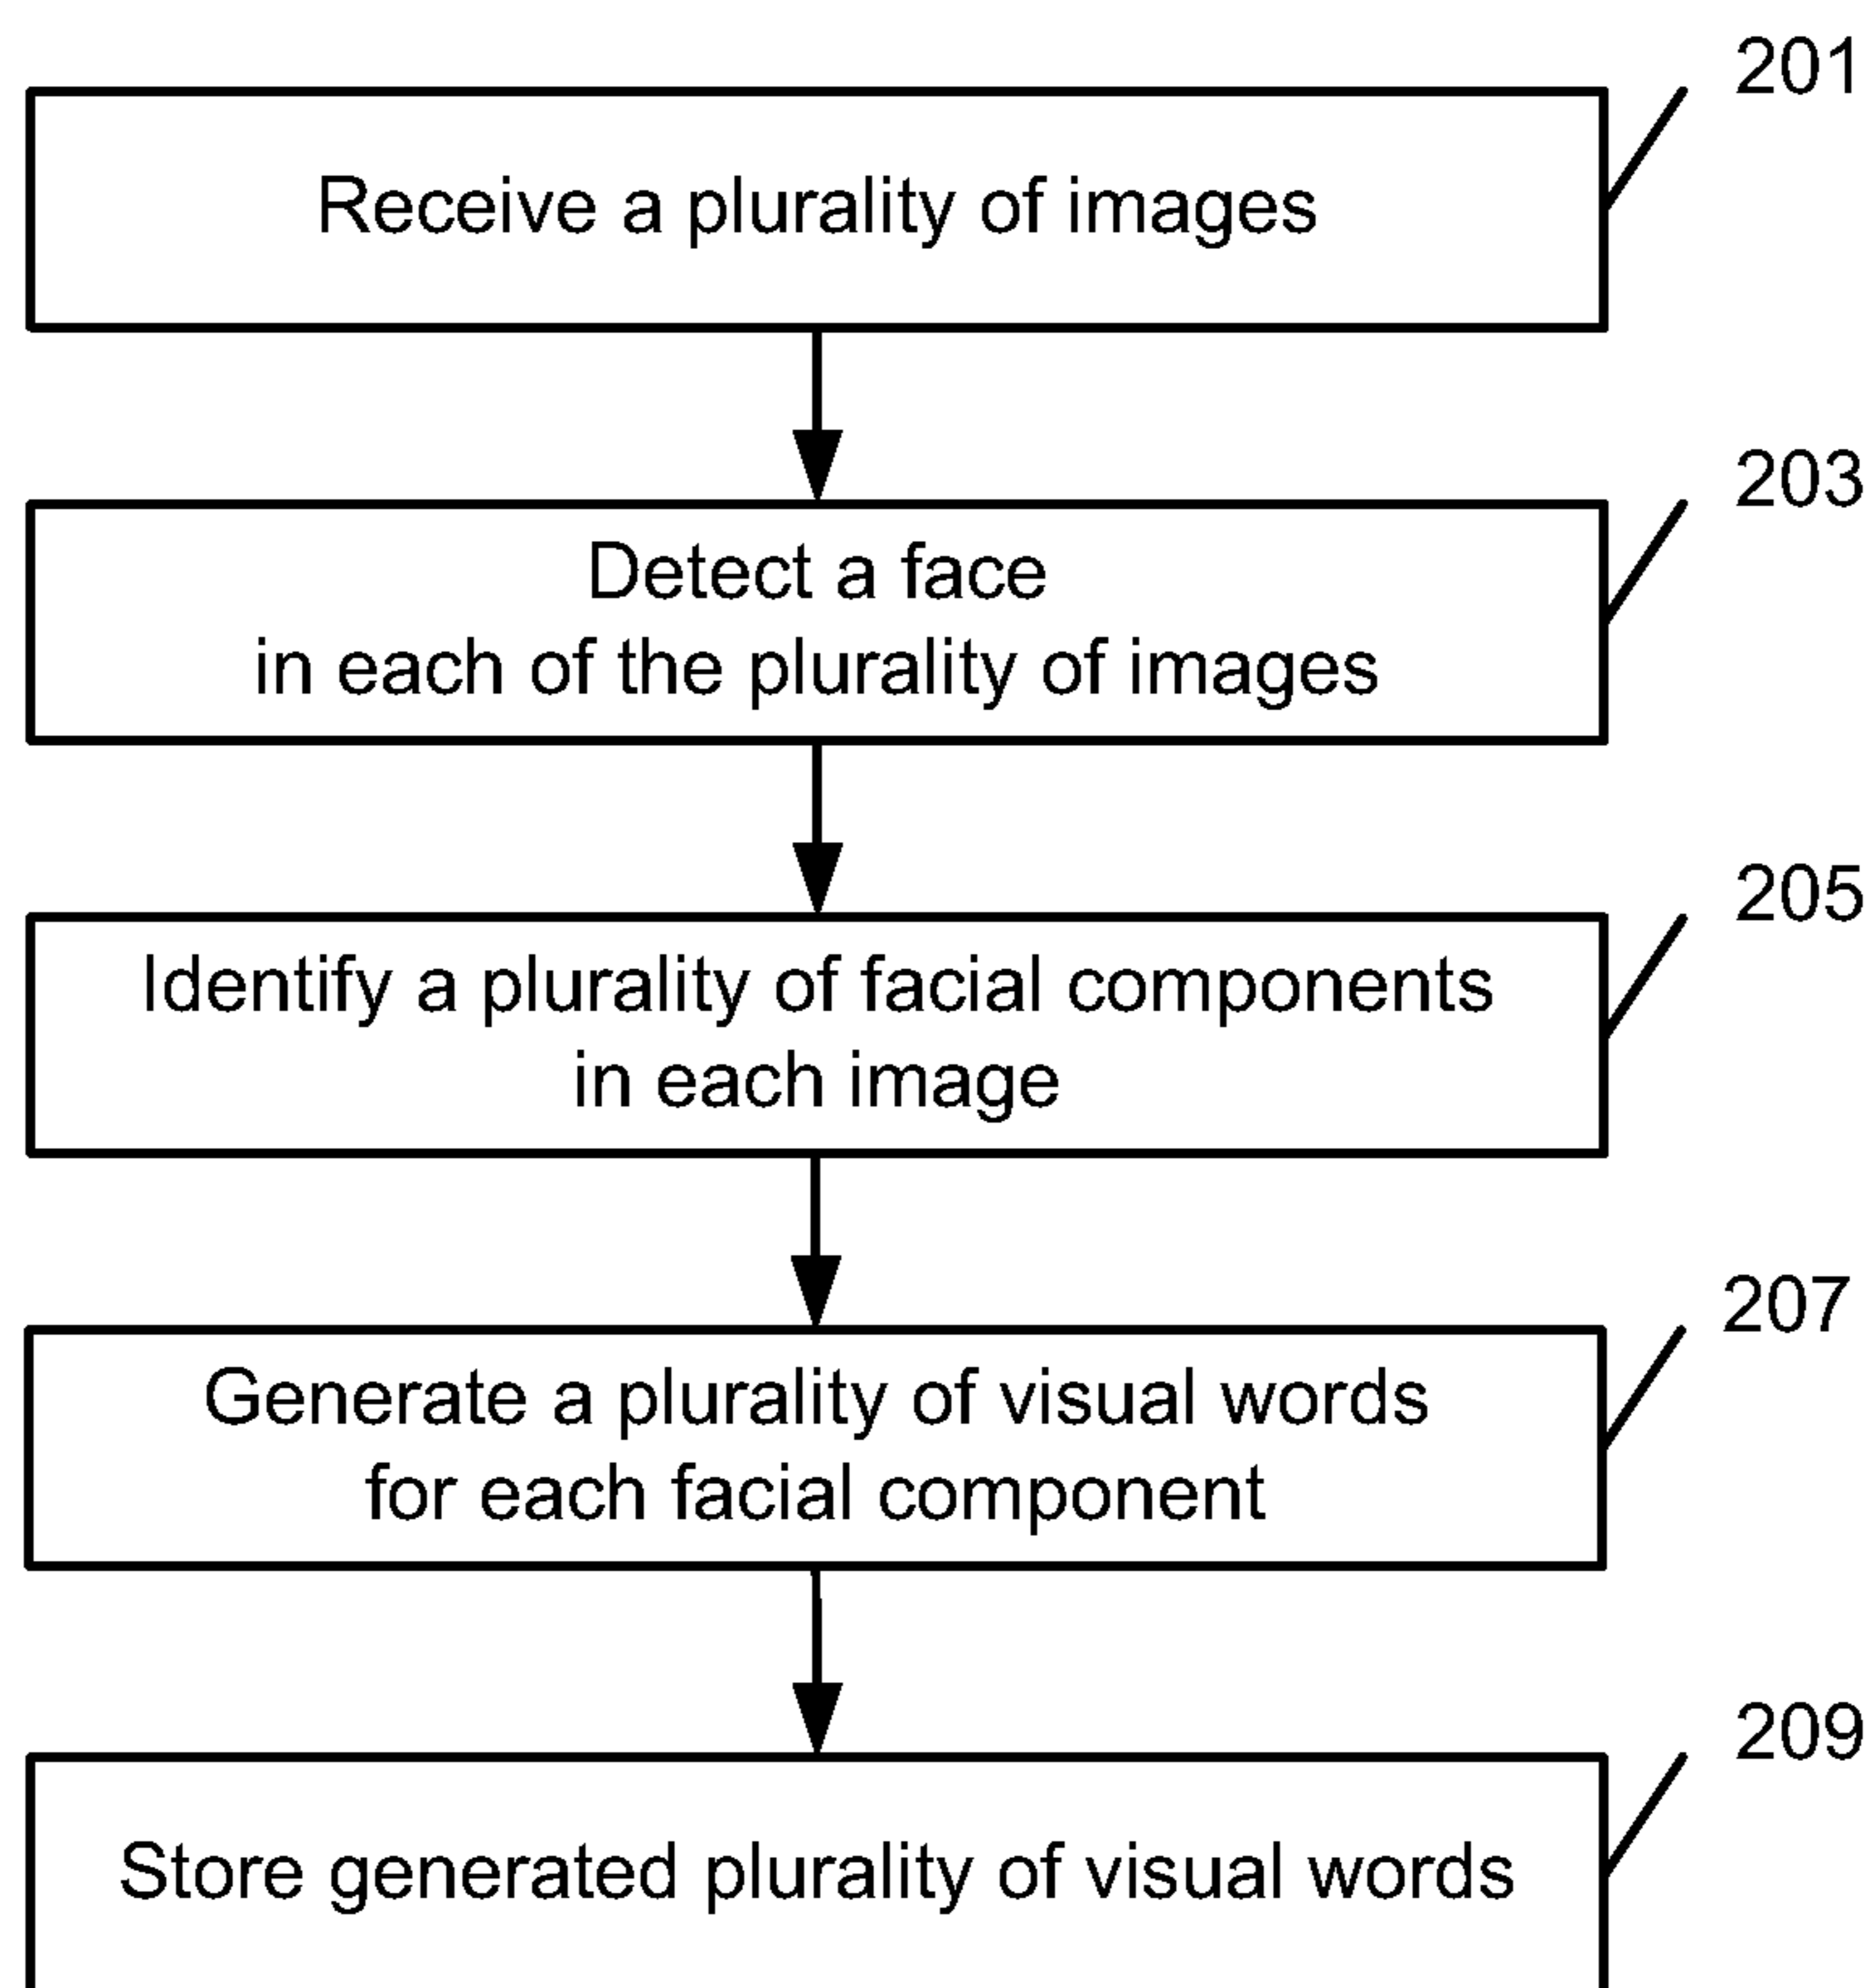 201
Receive a plurality of images
203
Detect a face
in each of the plurality of images
205
Identify a plurality of facial components
in each image
207
Generate a plurality of visual words
for each facial component
209
Store generated plurality of visual words